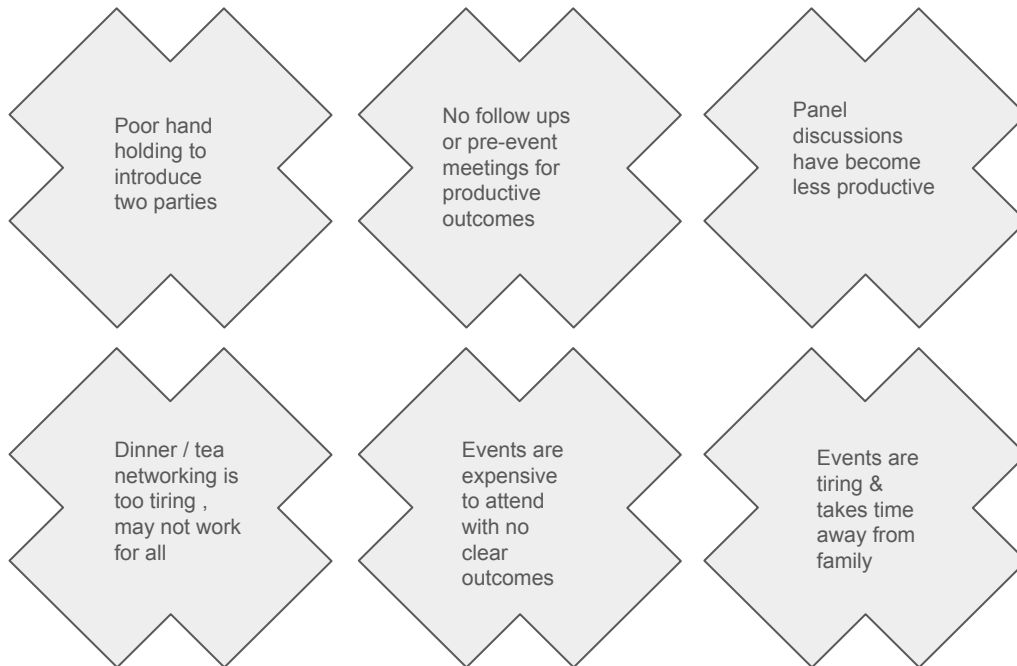 Poor hand
holding to
introduce
two parties
No follow ups
or pre-event
meetings for
productive
outcomes
Panel
discussions
have become
less productive
Dinner / tea
networking is
too tiring ,
may not work
for all
Events are
expensive
to attend
with no
clear
outcomes
Events are
tiring &
takes time
away from
family